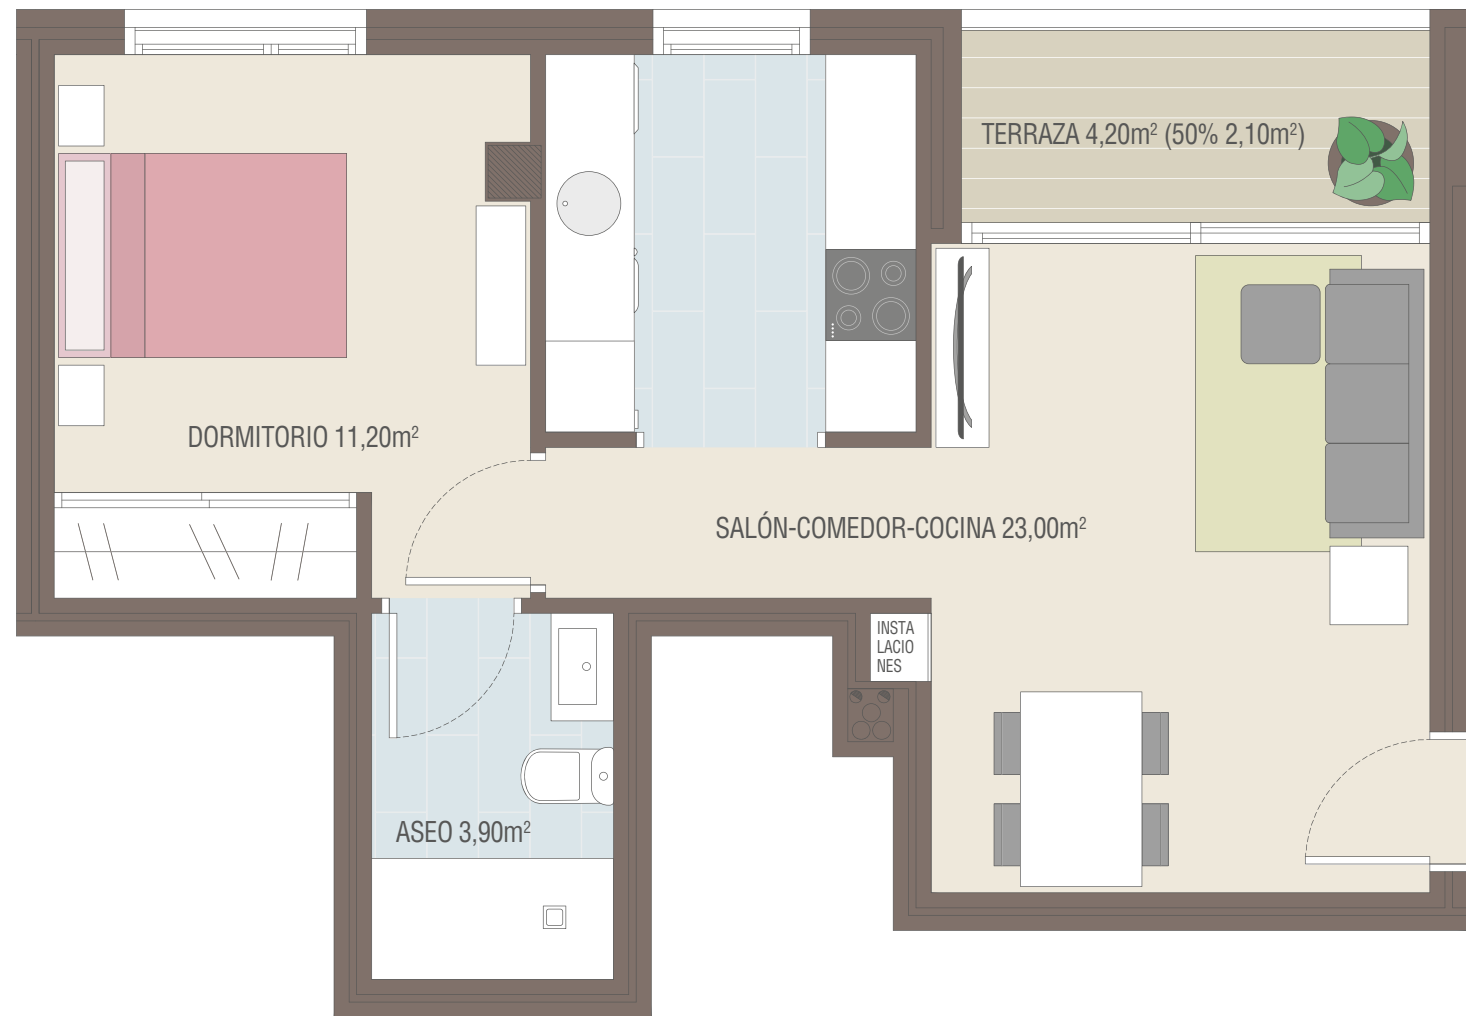 TERRAZA 4,20m² (50% 2,10m²)
DORMITORIO 11,20m²
SALÓN-COMEDOR-COCINA 23,00m²
INSTA
LACIO
NES
ASEO 3,90m²